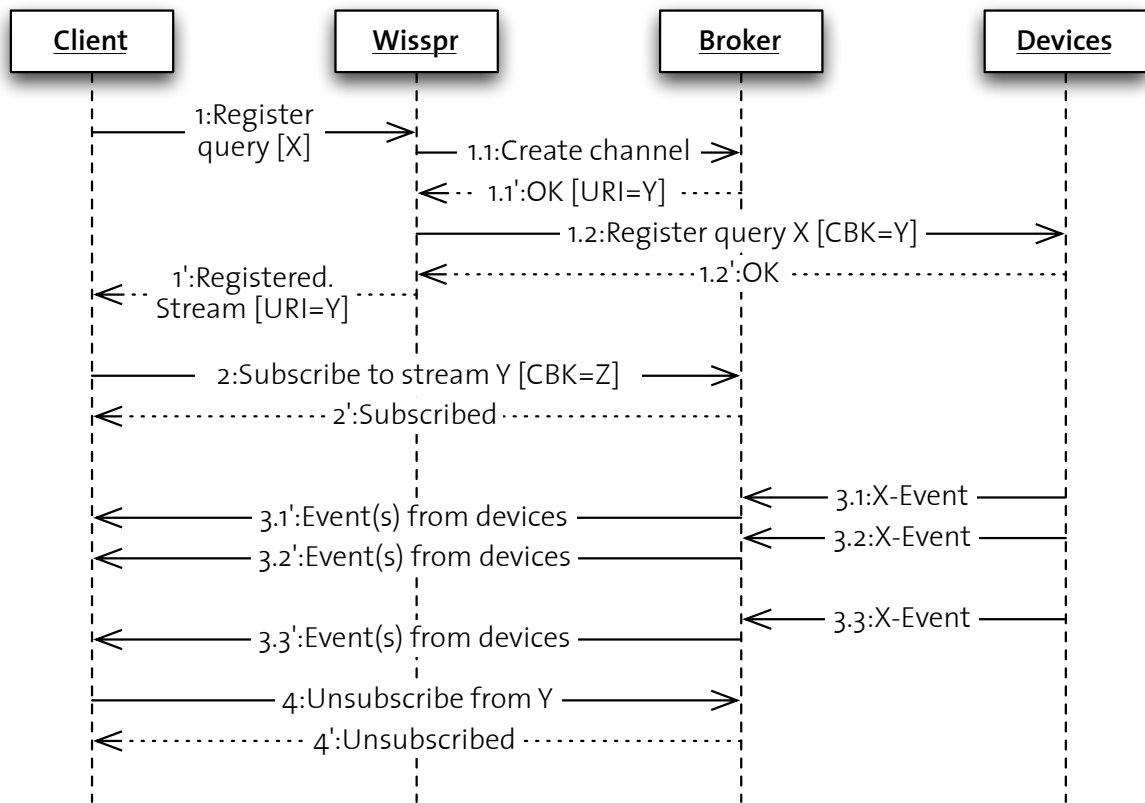 Client
Wisspr
Broker
Devices
1:Register
query [X]
1.1:Create channel
1.1':OK [URI=Y]
1.2:Register query X [CBK=Y]
1.2':OK
1':Registered.
Stream [URI=Y]
2:Subscribe to stream Y [CBK=Z]
2':Subscribed
3.1:X-Event
3.1':Event(s) from devices
3.2:X-Event
3.2':Event(s) from devices
3.3:X-Event
3.3':Event(s) from devices
4:Unsubscribe from Y
4':Unsubscribed